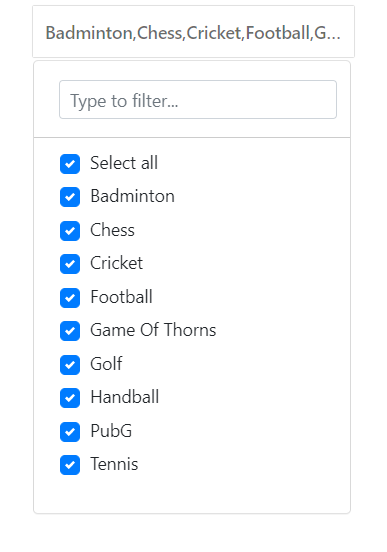 Badminton,Chess,Cricket,Football,G...
Type to filter...
Select all
Badminton
Chess
Cricket
Football
Game Of Thorns
Golf
Handball
PubG
Tennis